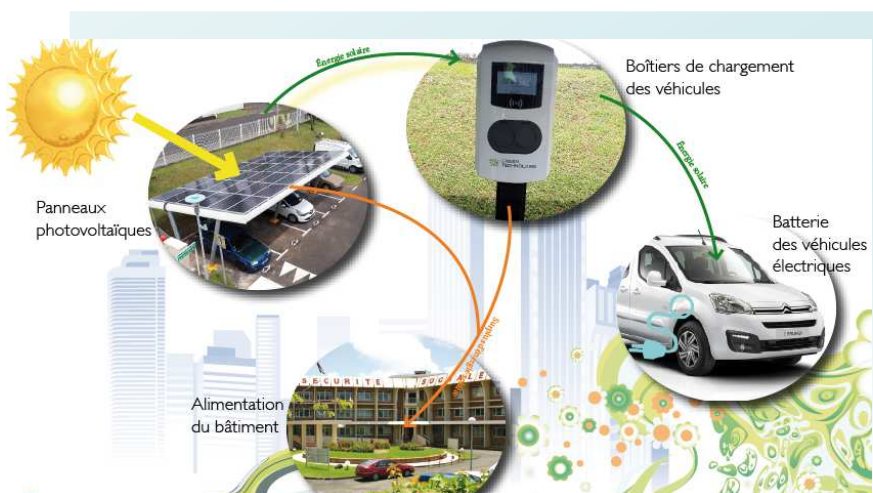 Énergie solaire
Boîtiers de chargement
des véhicules
Énergie solaire
Panneaux
photovoltaïques
Batterie
des véhicules
électriques
SECURITE
Alimentation
du bâtiment